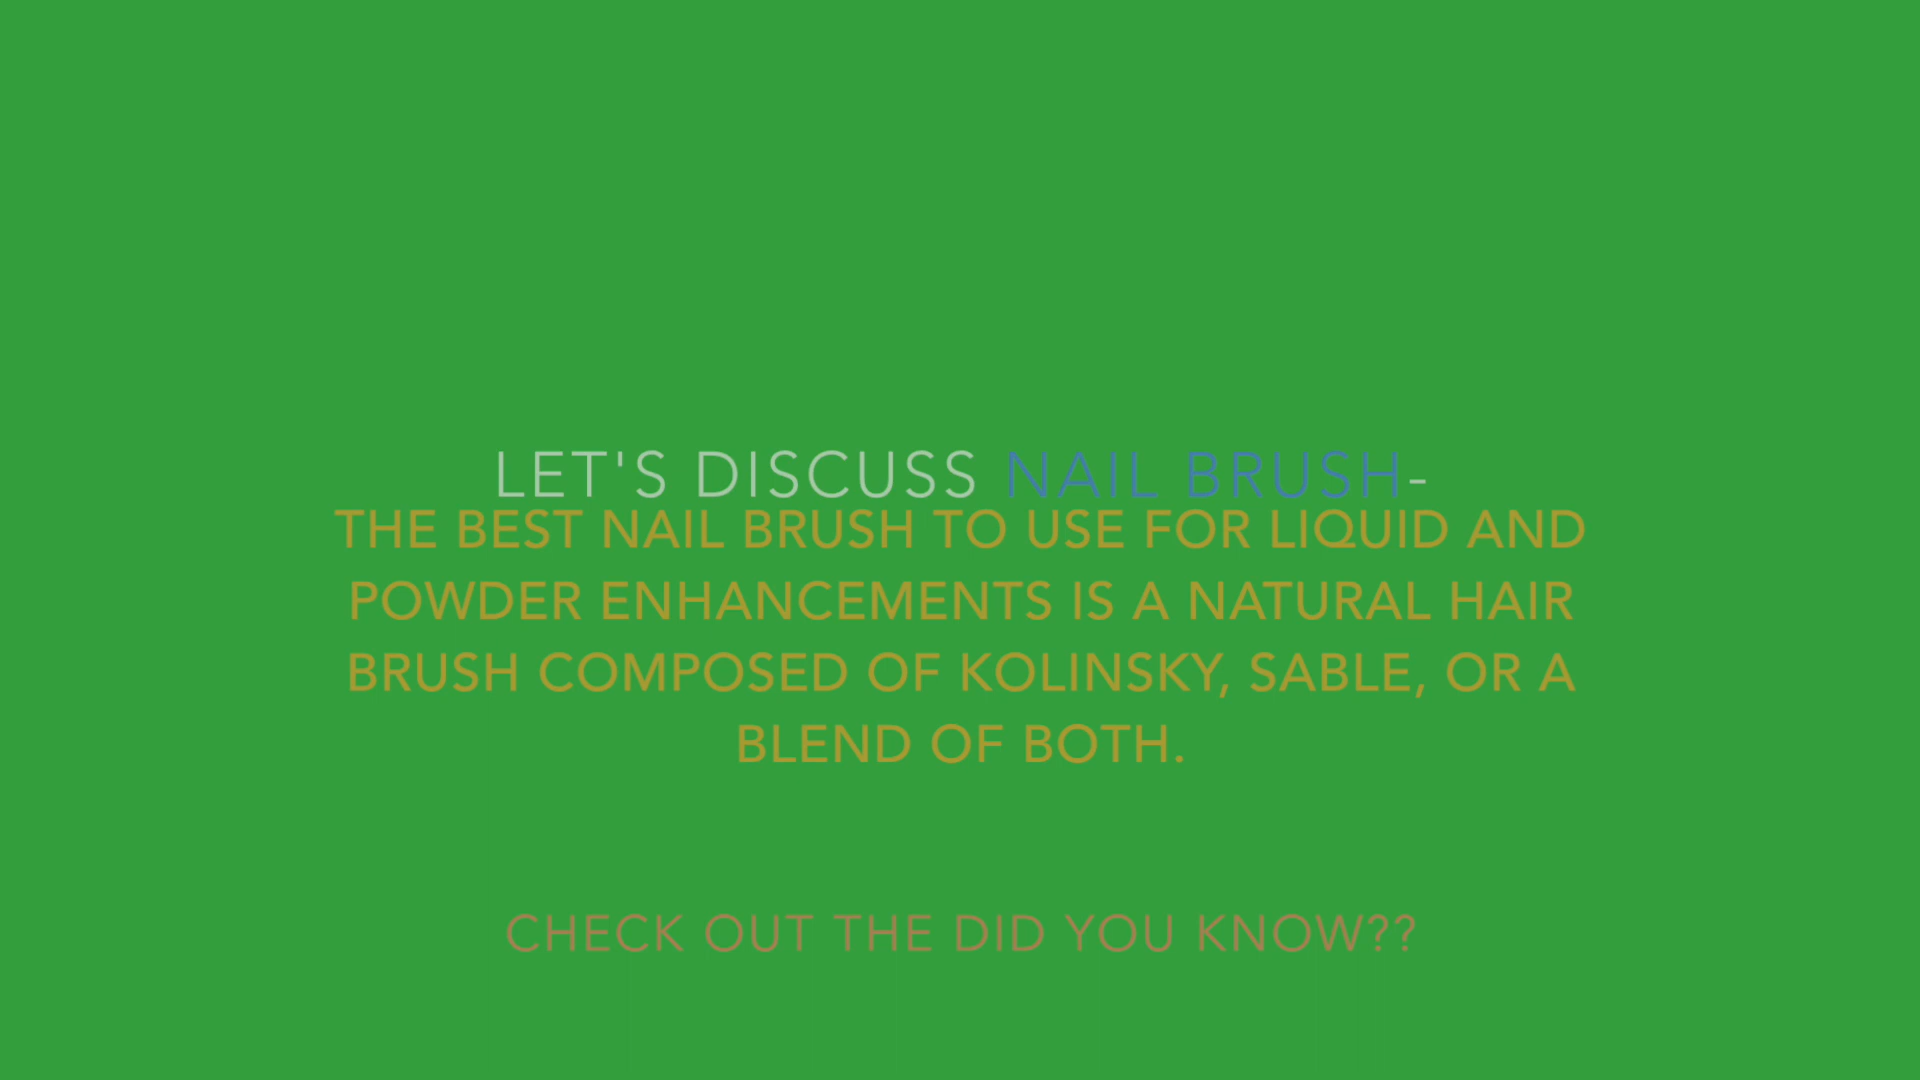 LET'S DISCUSS NAIL BRUSH-
THE BEST NAIL BRUSH TO USE FOR LIQUID AND
POWDER ENHANCEMENTS IS A NATURAL HAIR
BRUSH COMPOSED OF KOLINSKY, SABLE, OR A
BLEND OF BOTH.
CHECK OUT THE DID YOU KNOW??